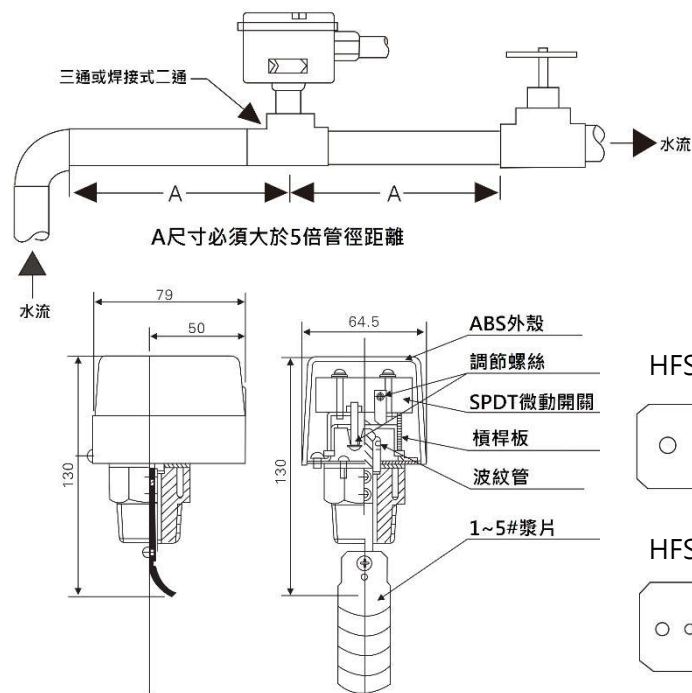 三通或焊接式二通
水流
A
A
A尺寸必須大於5倍管徑距離
水流
79
50
64.5
130
130
ABS外殼
調節螺絲
SPDT微動開關
槓桿板
波紋管
1~5#漿片
HFS
HFS